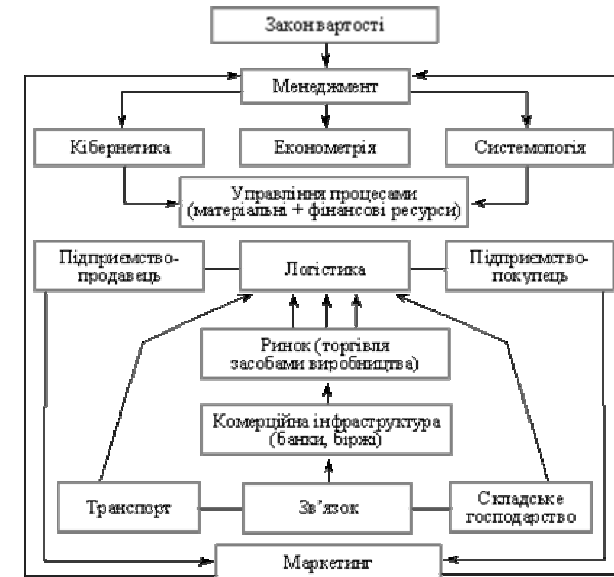 Закон вартості
Менеджмент
Кібернетика
Економетрія
Системологія
Управління процесами
(матеріальні + фінансові ресурси)
Підприємство-
продавець
Логістика
Підприємство-
покупець
Ринок (торгівля
засобами виробництва)
Комерційна інфраструктура
(банки, біржі)
Транспорт
Зв’язок
Складське
господарство
Маркетинг